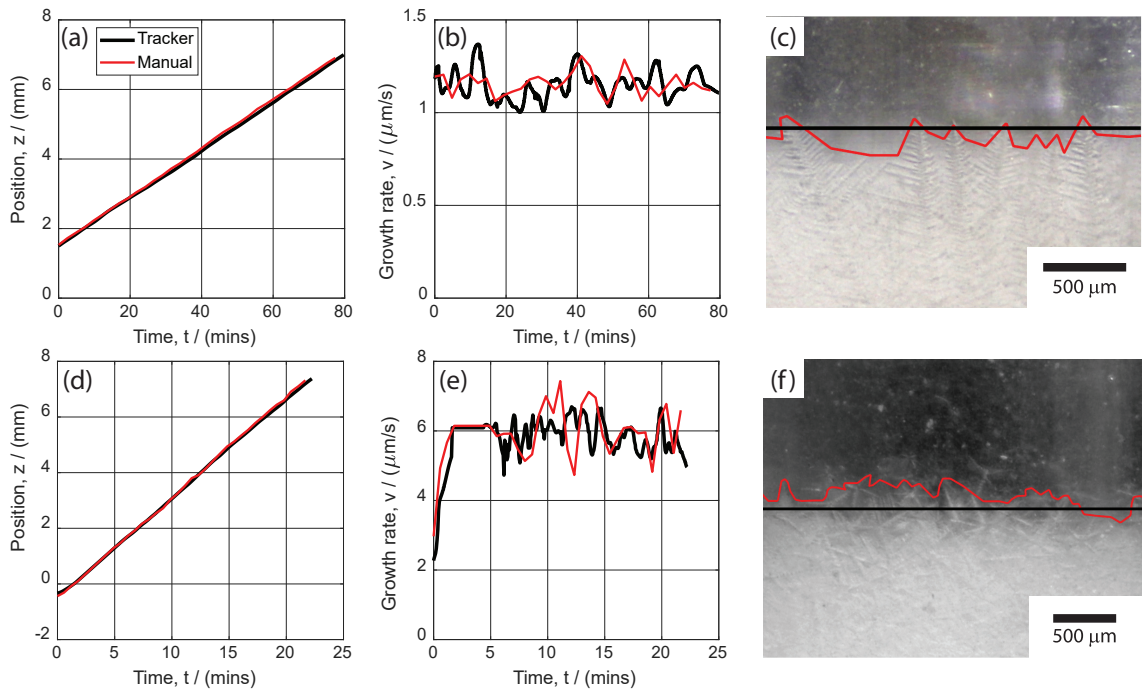 (a)
Tracker
Manual
Position, z / (mm)
8
6
4
2
0
0 20 40 60 80
Time, t / (mins)
(b)
Growth rate, v / (μm/s)
1.5
1
0.5
0
0 20 40 60 80
Time, t / (mins)
(c)
500 μm
(d)
Position, z / (mm)
8
6
4
2
0
-2
0 5 10 15 20 25
Time, t / (mins)
(e)
Growth rate, v / (μm/s)
8
6
4
2
0
0 5 10 15 20 25
Time, t / (mins)
(f)
500 μm